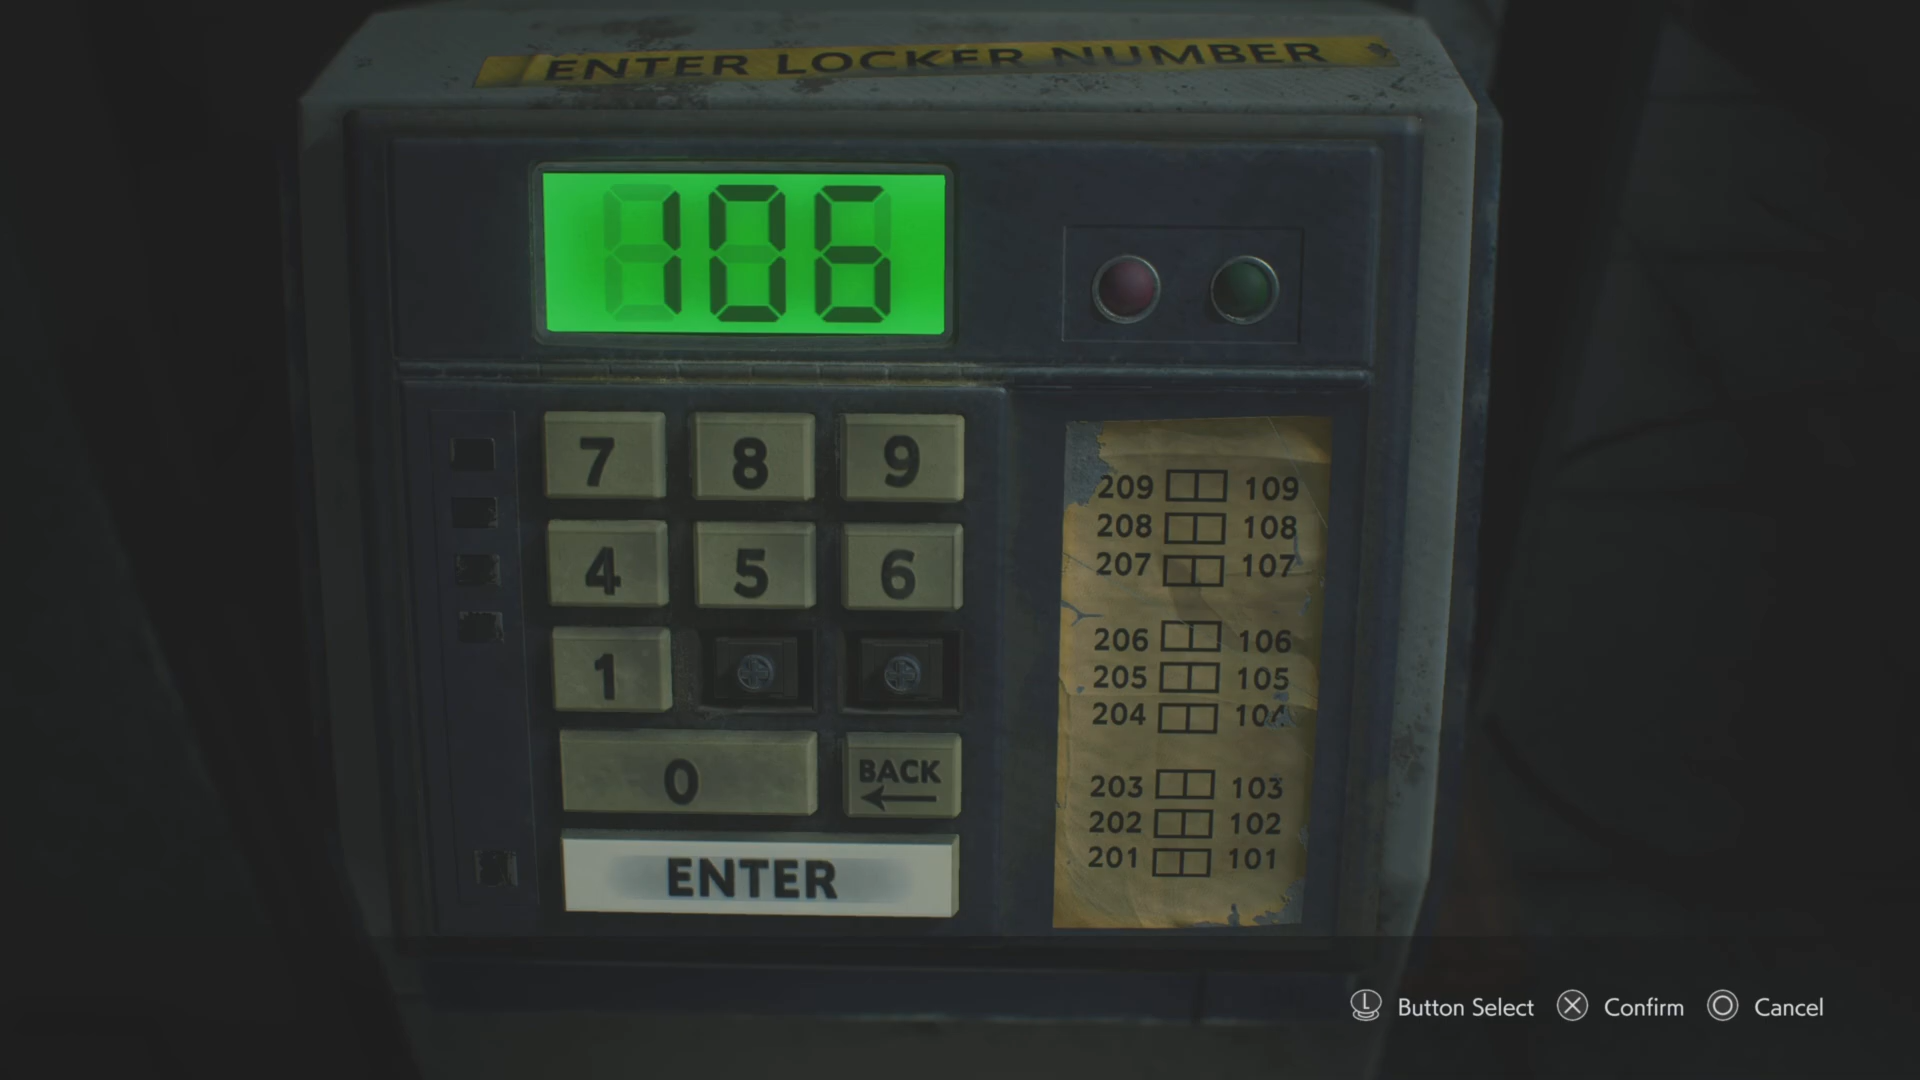 ENTER LOCKER NUMBER
106
7 8 9
4 5 6
1
0 BACK
ENTER
209 109
208 108
207 107
206 106
205 105
204 104
203 103
202 102
201 101
L Button Select Confirm Cancel